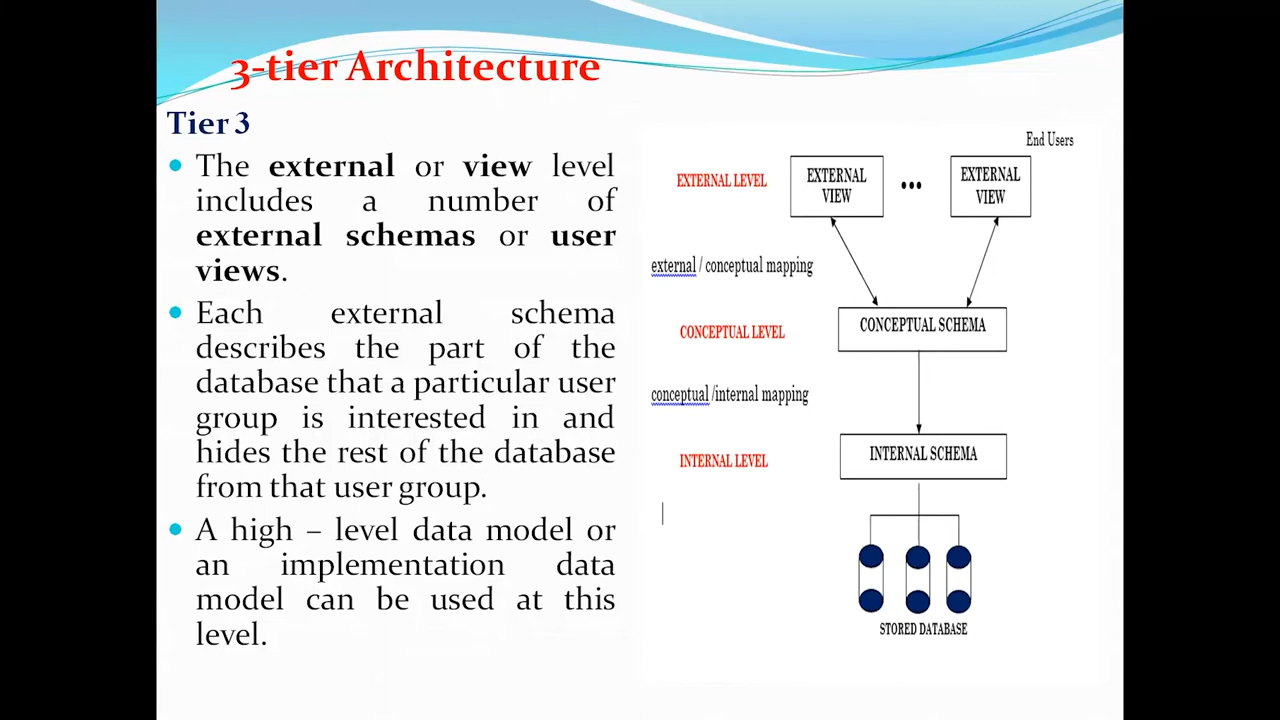 3-tier Architecture
Tier 3
• The external or view level
includes a number of
external schemas or user
views.
• Each external schema
describes the part of the
database that a particular user
group is interested in and
hides the rest of the database
from that user group.
• A high – level data model or
an implementation data
model can be used at this
level.
End Users
EXTERNAL LEVEL
EXTERNAL
VIEW
•••
EXTERNAL
VIEW
external / conceptual mapping
CONCEPTUAL LEVEL
CONCEPTUAL SCHEMA
conceptual /internal mapping
INTERNAL LEVEL
INTERNAL SCHEMA
STORED DATABASE